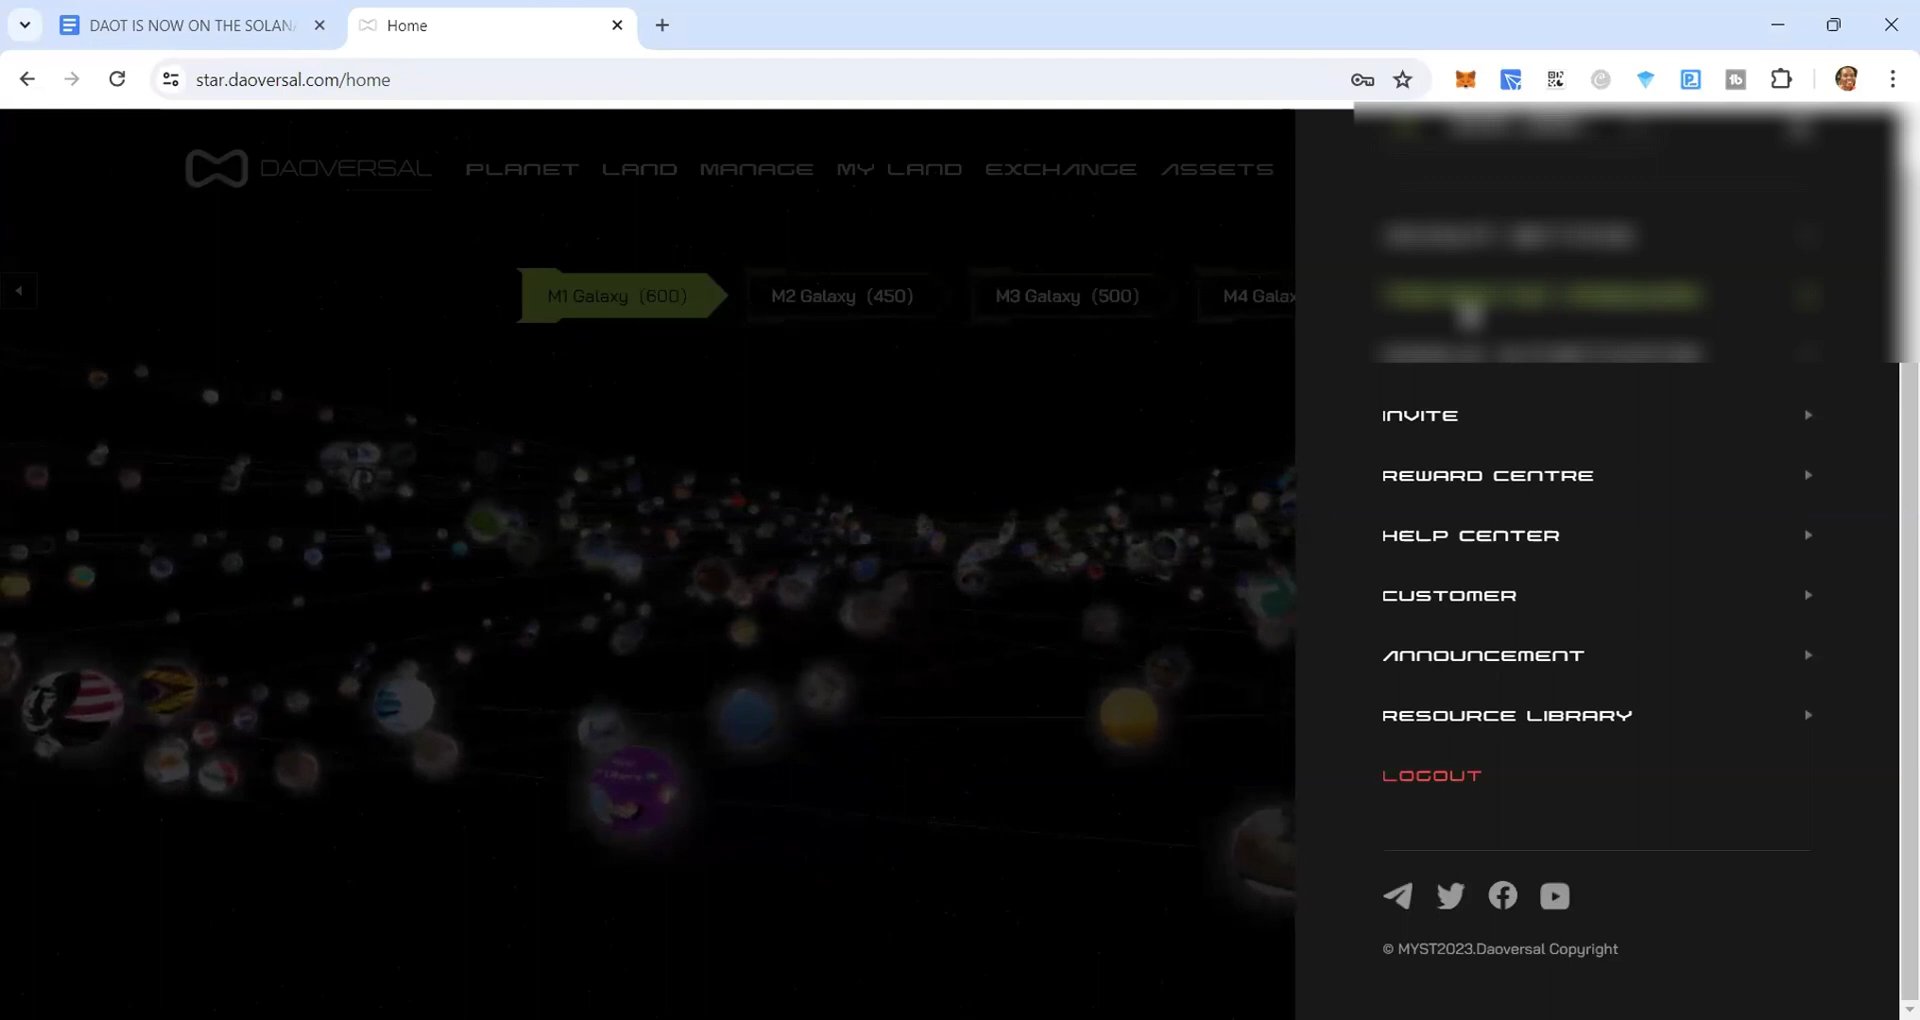 DAOT IS NOW ON THE SOLAN
Home
star.daoversal.com/home
DAOVERSAL PLANET LAND MANAGE MY LAND EXCHANGE ASSETS
M1 Galaxy (600) M2 Galaxy (450) M3 Galaxy (500) M4 Galax
INVITE
REWARD CENTRE
HELP CENTER
CUSTOMER
ANNOUNCEMENT
RESOURCE LIBRARY
LOGOUT
© MYST2023.Daoversal Copyright